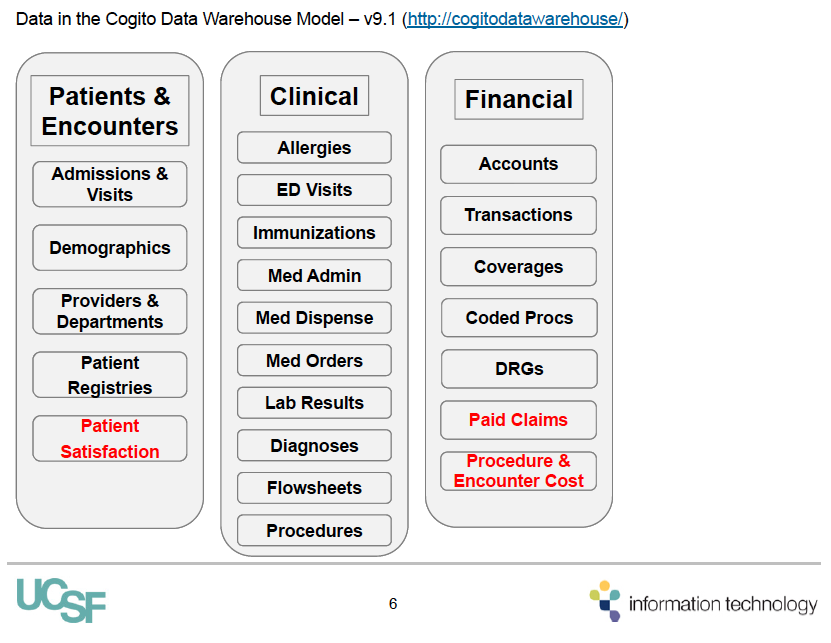 Data in the Cogito Data Warehouse Model – v9.1 (http://cogitodatawarehouse/)
Patients &
Encounters
Admissions &
Visits
Demographics
Providers &
Departments
Patient
Registries
Patient
Satisfaction
Clinical
Allergies
ED Visits
Immunizations
Med Admin
Med Dispense
Med Orders
Lab Results
Diagnoses
Flowsheets
Procedures
Financial
Accounts
Transactions
Coverages
Coded Procs
DRGs
Paid Claims
Procedure &
Encounter Cost
UCSF
6
information technology